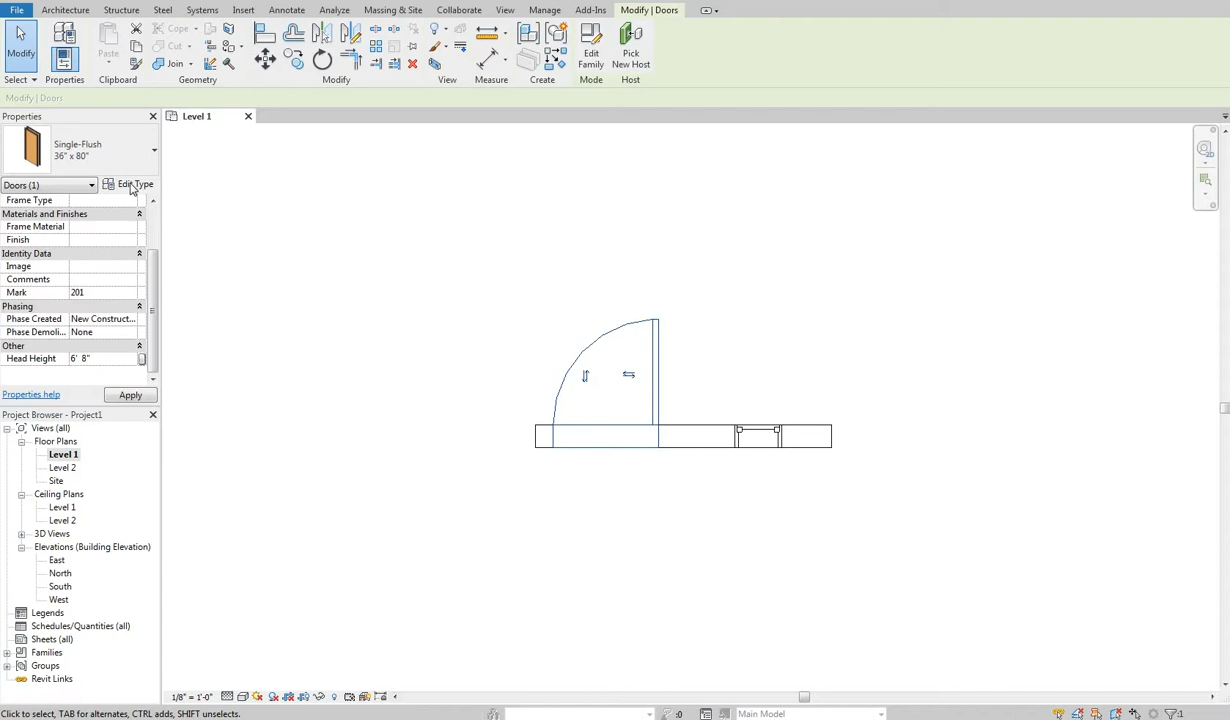 File Architecture Structure Steel Systems Insert Annotate Analyze Massing & Site Collaborate View Manage Add-Ins Modify | Doors
Modify
Paste
Cope
Cut
Join
Edit
Family
Pick
New Host
Select Properties Clipboard Geometry Modify View Measure Create Mode Host
Modify | Doors
Properties
Level 1
Single-Flush
36" x 80"
Doors (1)
Edit Type
Frame Type
Materials and Finishes
Frame Material
Finish
Identity Data
Image
Comments
Mark 201
Phasing
Phase Created New Construct...
Phase Demoli... None
Other
Head Height 6' 8"
Properties help
Apply
Project Browser - Project1
Views (all)
Floor Plans
Level 1
Level 2
Site
Ceiling Plans
Level 1
Level 2
3D Views
Elevations (Building Elevation)
East
North
South
West
Legends
Schedules/Quantities (all)
Sheets (all)
Families
Groups
Revit Links
1/8" = 1'-0"
Click to select, TAB for alternates, CTRL adds, SHIFT unselects.
:0
Main Model
:1
2D